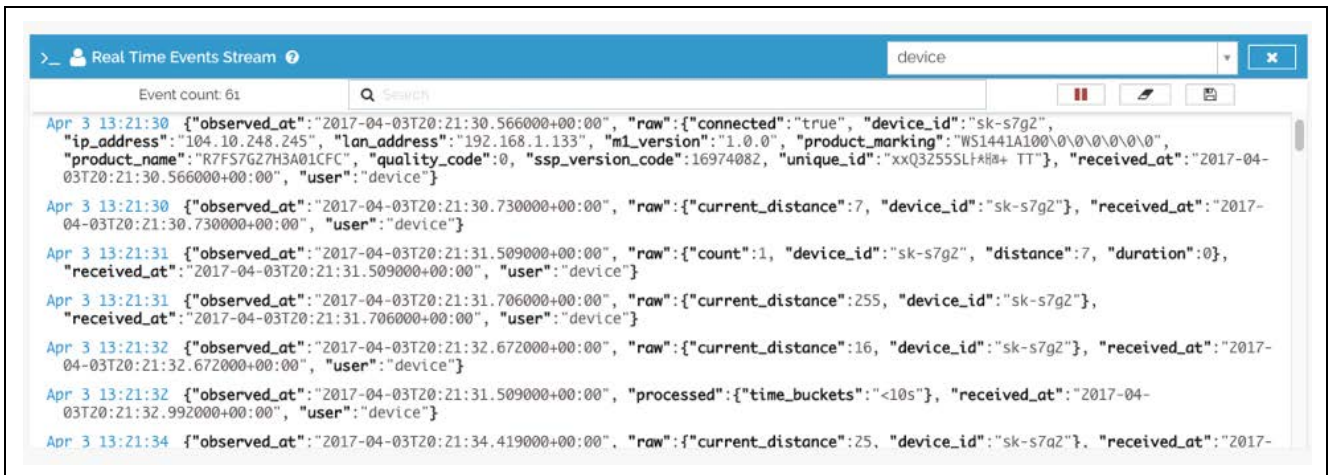 >_ Real Time Events Stream ?
device
Event count: 61
Search
Apr 3 13:21:30 {"observed_at":"2017-04-03T20:21:30.566000+00:00", "raw":{"connected":"true", "device_id":"sk-s7g2",
"ip_address":"104.10.248.245", "lan_address":"192.168.1.133", "m1_version":"1.0.0", "product_marking":"WS1441A100\0\0\0\0\0\0",
"product_name":"R7FS7G27H3A01CFC", "quality_code":0, "ssp_version_code":16974082, "unique_id": TT"}, "received_at":"2017-04-
03T20:21:30.566000+00:00", "user":"device"}
Apr 3 13:21:30 {"observed_at":"2017-04-03T20:21:30.730000+00:00", "raw":{"current_distance":7, "device_id":"sk-s7g2"}, "received_at":"2017-
04-03T20:21:30.730000+00:00", "user":"device"}
Apr 3 13:21:31 {"observed_at":"2017-04-03T20:21:31.509000+00:00", "raw":{"count":1, "device_id":"sk-s7g2", "distance":7, "duration":0},
"received_at":"2017-04-03T20:21:31.509000+00:00", "user":"device"}
Apr 3 13:21:31 {"observed_at":"2017-04-03T20:21:31.706000+00:00", "raw":{"current_distance":255, "device_id":"sk-s7g2"},
"received_at":"2017-04-03T20:21:31.706000+00:00", "user":"device"}
Apr 3 13:21:32 {"observed_at":"2017-04-03T20:21:32.672000+00:00", "raw":{"current_distance":16, "device_id":"sk-s7g2"}, "received_at":"2017-
04-03T20:21:32.672000+00:00", "user":"device"}
Apr 3 13:21:32 {"observed_at":"2017-04-03T20:21:31.509000+00:00", "processed":{"time_buckets":"<10s"}, "received_at":"2017-04-
03T20:21:32.992000+00:00", "user":"device"}
Apr 3 13:21:34 {"observed_at":"2017-04-03T20:21:34.419000+00:00", "raw":{"current_distance":25, "device_id":"sk-s7g2"}, "received_at":"2017-